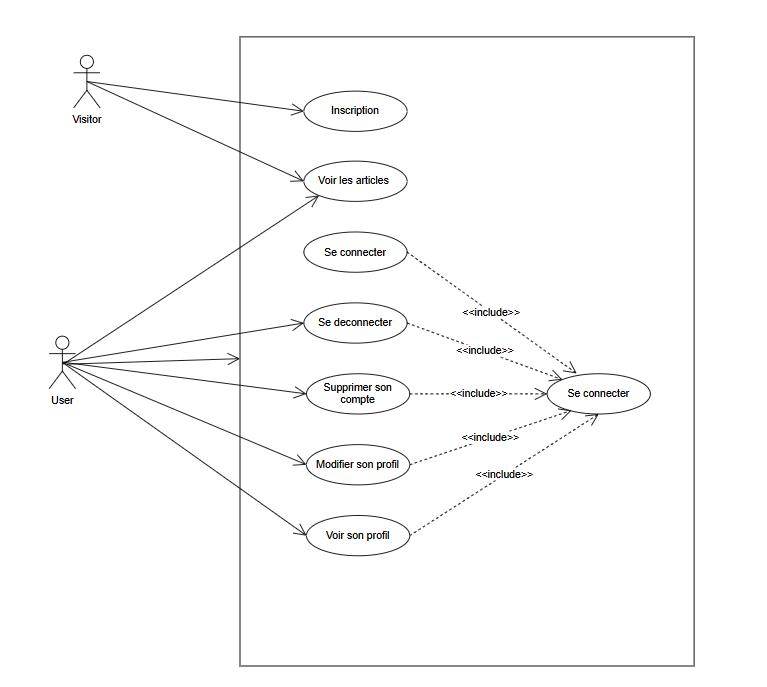 Visitor
Inscription
Voir les articles
Se connecter
<<include>>
Se deconnecter
<<include>>
User
Supprimer son
compte
<<include>>
Se connecter
<<include>>
Modifier son profil
<<include>>
Voir son profil